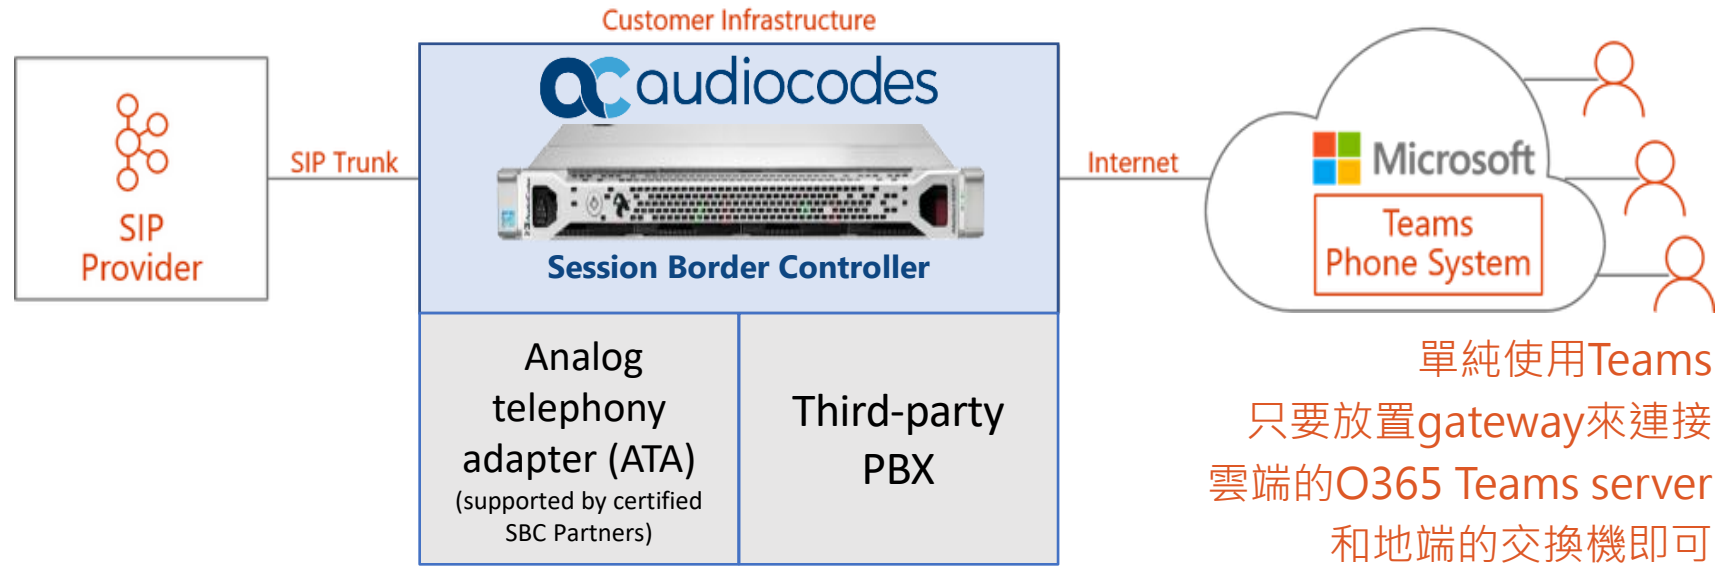 Customer Infrastructure
audiocodes
SIP Trunk
SIP
Provider
Session Border Controller
Internet
Microsoft
Teams
Phone System
Analog
telephony
adapter (ATA)
(supported by certified
SBC Partners)
Third-party
PBX
單純使用Teams
只要放置gateway來連接
雲端的O365 Teams server
和地端的交換機即可